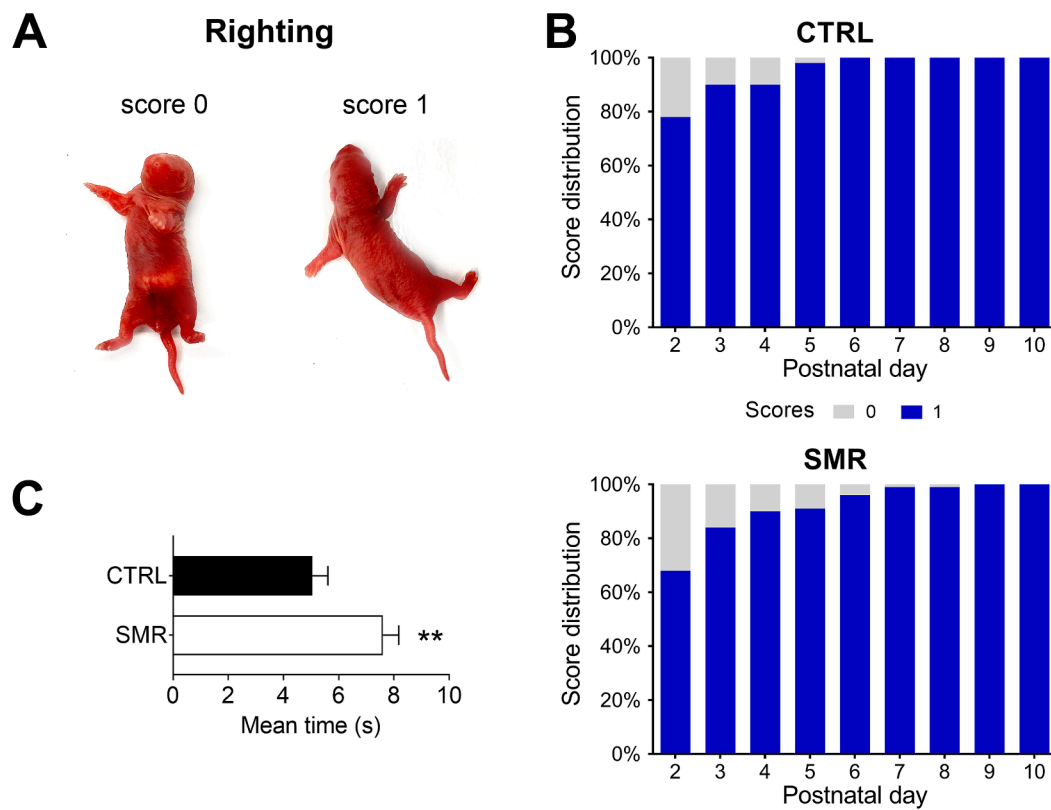 A
Righting
score 0
score 1
B
CTRL
Score distribution
100%
80%
60%
40%
20%
0%
2 3 4 5 6 7 8 9 10
Postnatal day
Scores 0 1
C
CTRL
SMR
**
0 2 4 6 8 10
Mean time (s)
SMR
Score distribution
100%
80%
60%
40%
20%
0%
2 3 4 5 6 7 8 9 10
Postnatal day